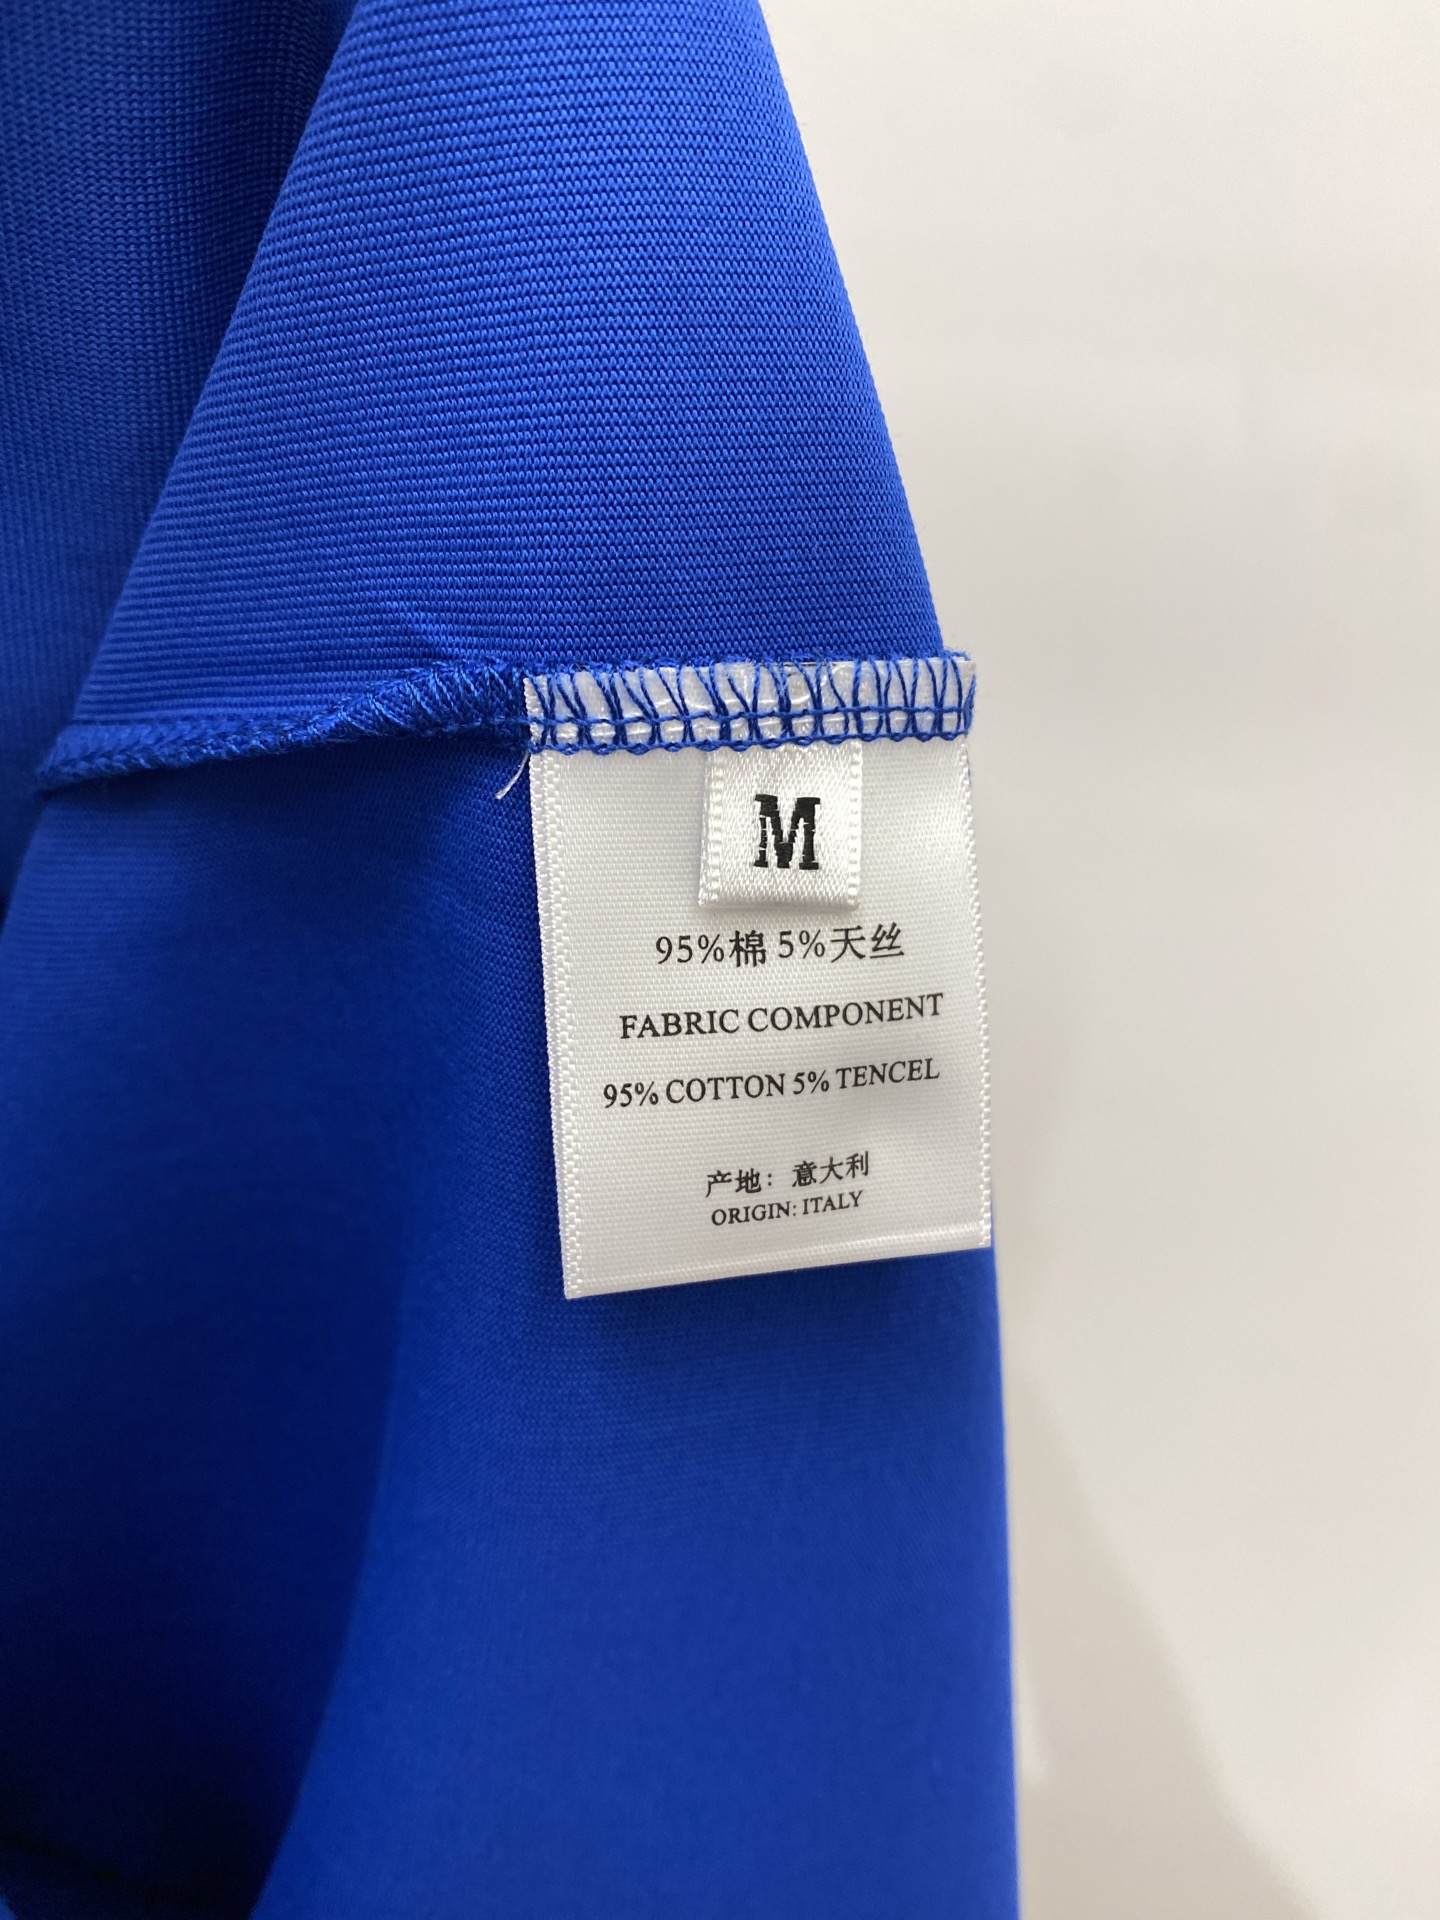 M
95%棉 5%天丝
FABRIC COMPONENT
95% COTTON 5% TENCEL
产地：意大利
ORIGIN: ITALY